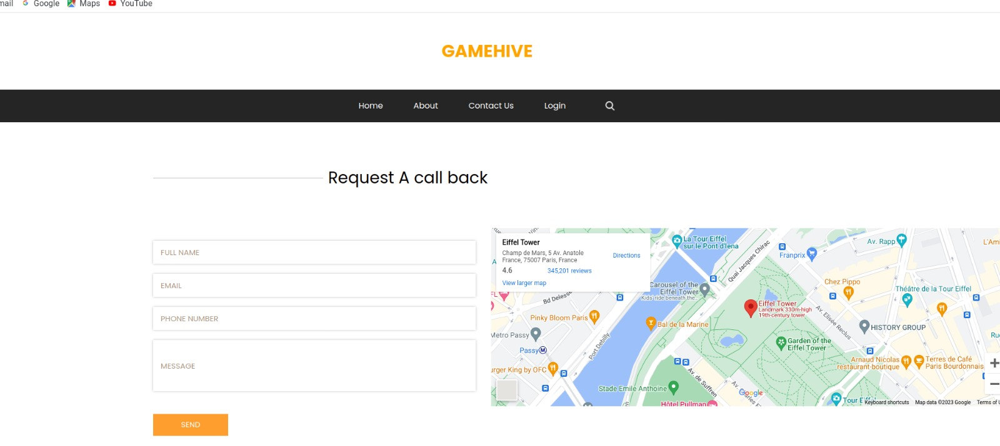 Google Maps YouTube
GAMEHIVE
Home About Contact Us Login
Request A call back
FULL NAME
EMAIL
PHONE NUMBER
MESSAGE
SEND
Eiffel Tower
Champ de Mars, 5 Av. Anatole
France, 75007 Paris, France
Directions
4.6 345,201 reviews
View larger map
La Tour Eiffel
sur le Pont d'Iena
Quai Jacques Chirac
Franprix
Av. Rapp
Carousel of the
Eiffel Tower
Kids' ride beneath the...
Chez Pippo
Théâtre de la Tour Eiffel
Bd Delesse
Eiffel Tower
Landmark 330m-high
19th-century tower
Av. Elisée Reclus
Pinky Bloom Paris
Bal de la Marine
HISTORY GROUP
Metro Passy
Passy M
Port Debilly
Garden of the
Eiffel Tower
Arnaud Nicolas
restaurant-boutique
Terres de Café
Paris Bourdonnais
urger King by OFC
Av. de Suffren
Stade Emile Anthoine
Google
Hôtel Pullman
Tour Eiffel
Keyboard shortcuts Map data ©2023 Google Terms of